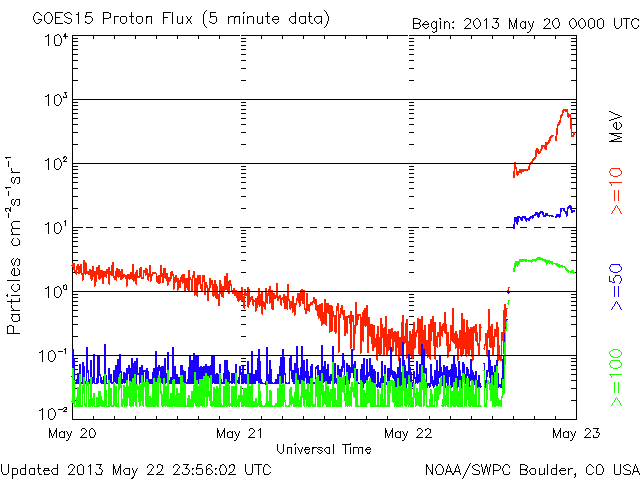 GOES15 Proton Flux (5 minute data)
Begin: 2013 May 20 0000 UTC
10⁴
10³
10²
10¹
10⁰
10⁻¹
10⁻²
Particles cm⁻²s⁻¹sr⁻¹
MeV
>=10
>=50
>=100
May 20
May 21
May 22
May 23
Universal Time
Updated 2013 May 22 23:56:02 UTC
NOAA/SWPC Boulder, CO USA